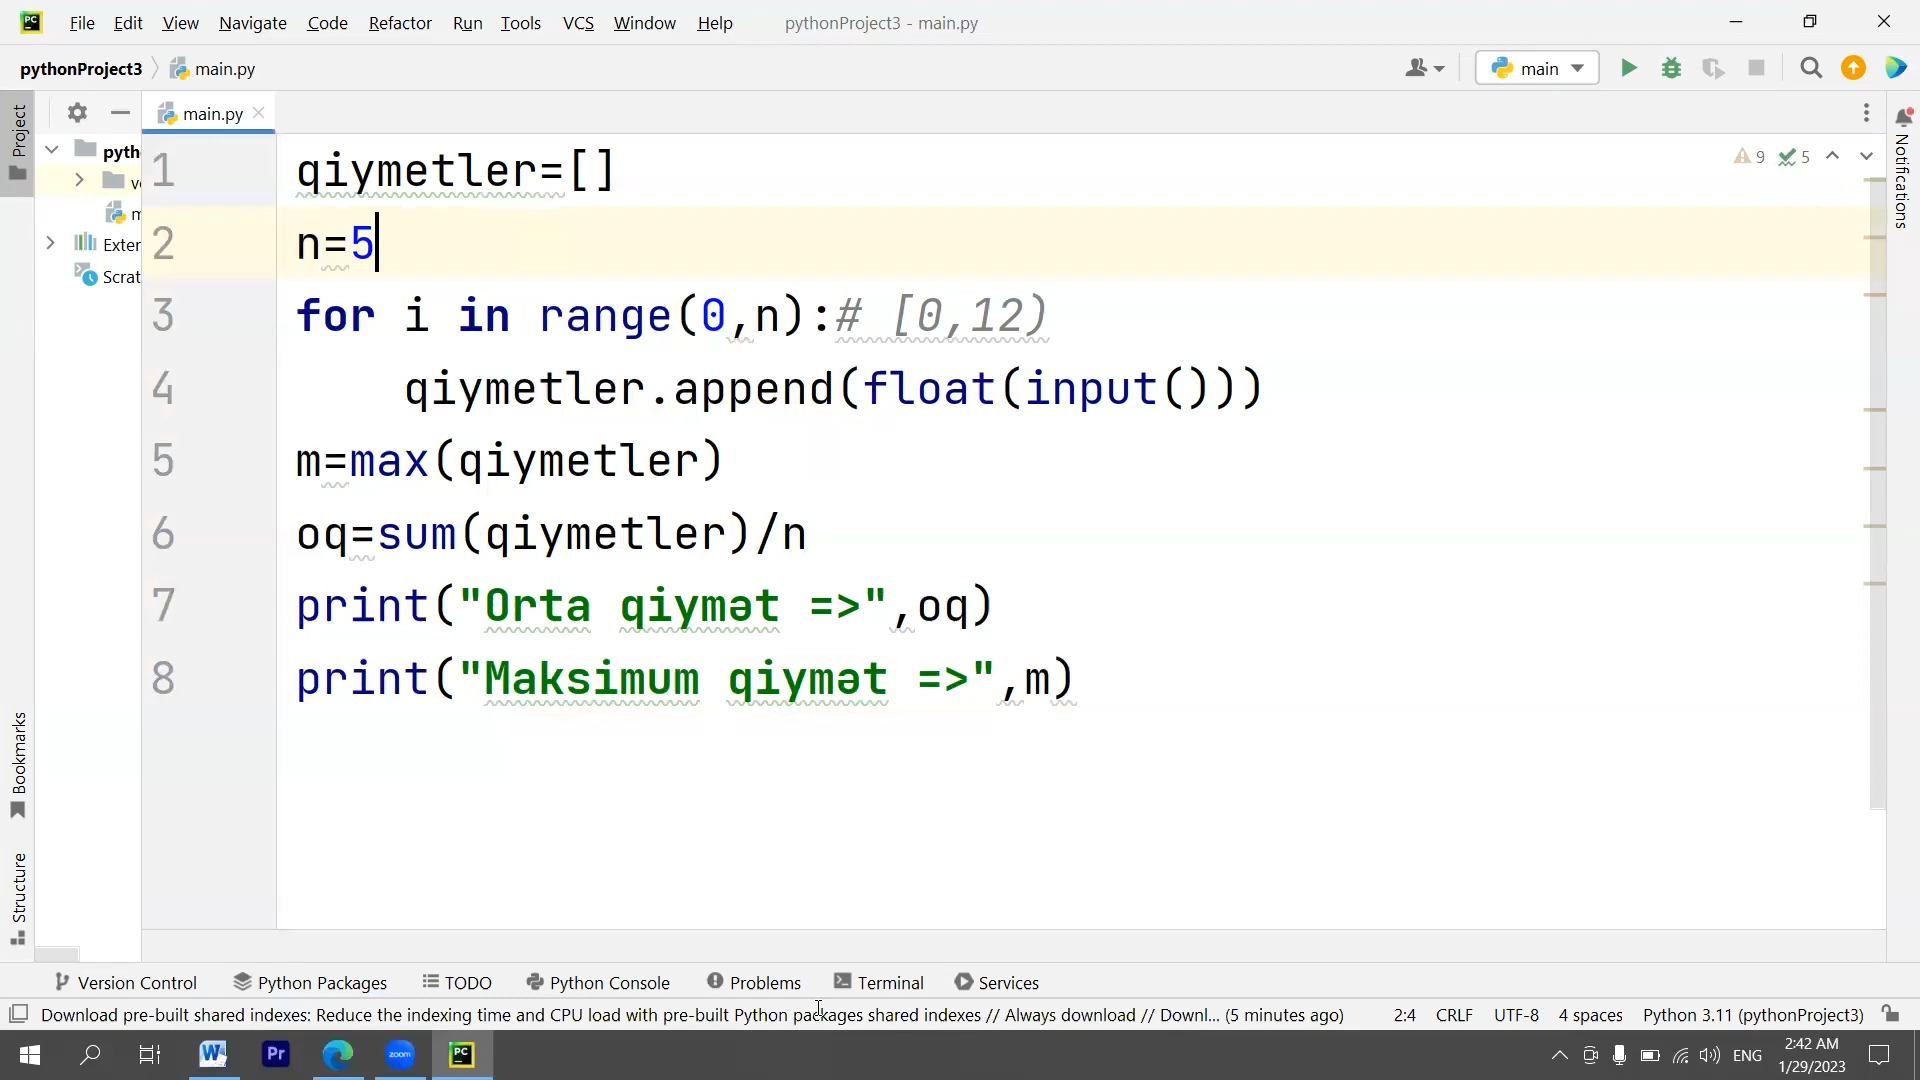 File Edit View Navigate Code Refactor Run Tools VCS Window Help pythonProject3 - main.py
pythonProject3 main.py main
Project
main.py
pyth
Exter
Scrat
1 qiymetler=[]
2 n=5
3 for i in range(0,n):# [0,12)
4 qiymetler.append(float(input()))
5 m=max(qiymetler)
6 oq=sum(qiymetler)/n
7 print("Orta qiymət =>",oq)
8 print("Maksimum qiymət =>",m)
9 5
Notifications
Bookmarks
Structure
Version Control Python Packages TODO Python Console Problems Terminal Services
Download pre-built shared indexes: Reduce the indexing time and CPU load with pre-built Python packages shared indexes // Always download // Downl... (5 minutes ago) 2:4 CRLF UTF-8 4 spaces Python 3.11 (pythonProject3)
W Pr zoom PC ENG 2:42 AM
1/29/2023